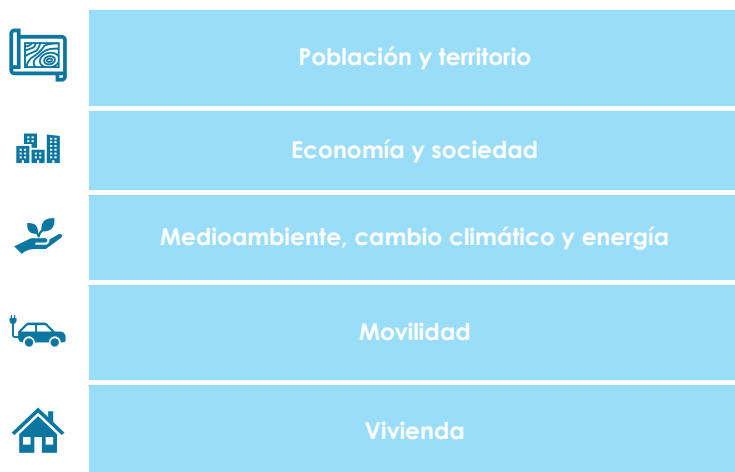 Población y territorio
Economía y sociedad
Medioambiente, cambio climático y energía
Movilidad
Vivienda